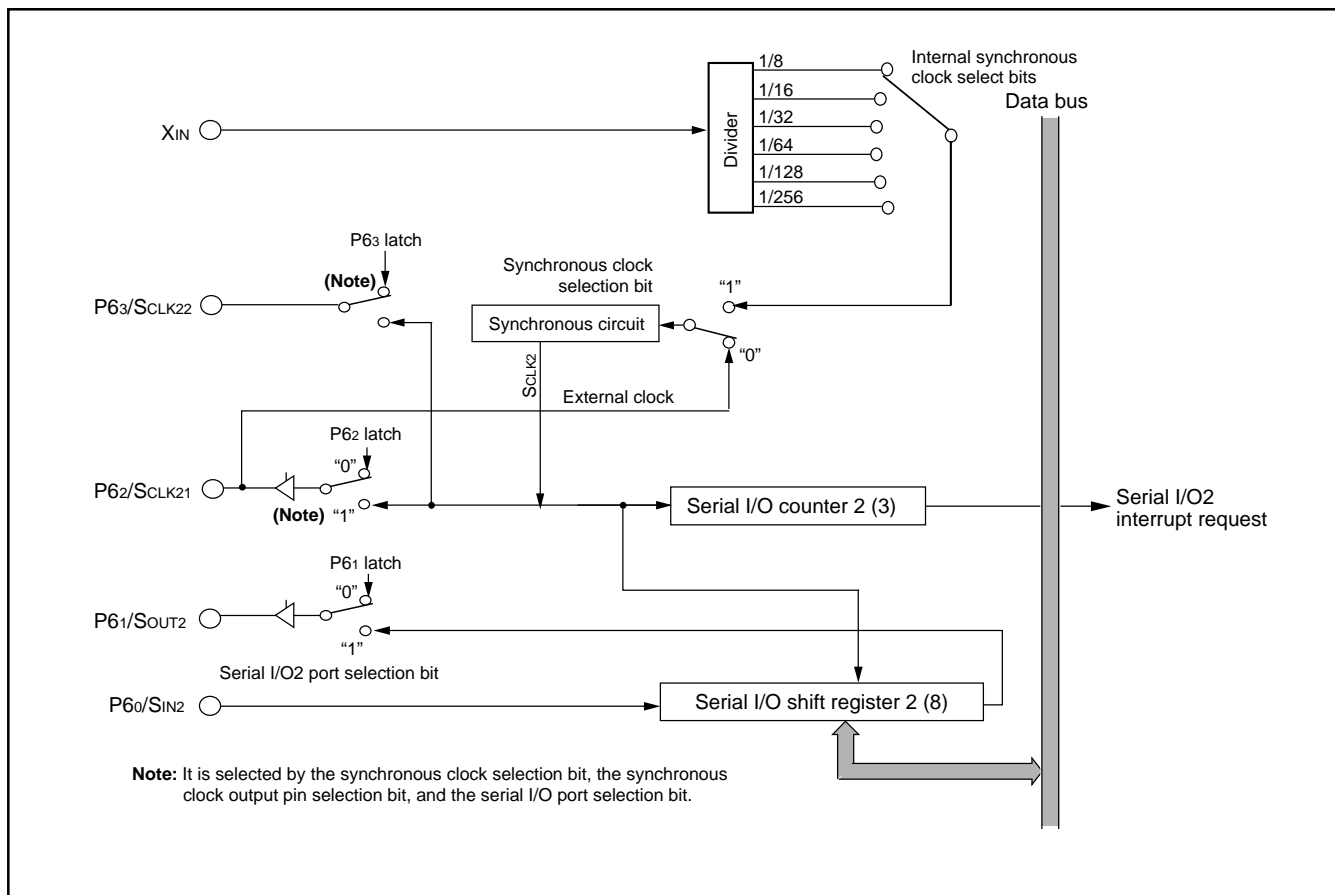 1/8
Internal synchronous
clock select bits
Data bus
1/16
XIN
Divider
1/32
1/64
1/128
1/256
P63 latch
(Note)
P63/SCLK22
Synchronous clock
selection bit
“1”
Synchronous circuit
“0”
SCLK2
External clock
P62 latch
“0”
P62/SCLK21
(Note) “1”
Serial I/O counter 2 (3)
Serial I/O2
interrupt request
P61 latch
“0”
P61/SOUT2
“1”
Serial I/O2 port selection bit
P60/SIN2
Serial I/O shift register 2 (8)
Note: It is selected by the synchronous clock selection bit, the synchronous
clock output pin selection bit, and the serial I/O port selection bit.